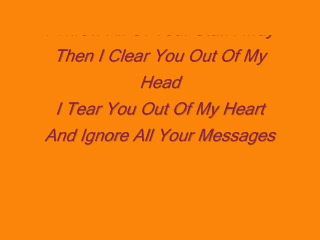 Then I Clear You Out Of My
Head
I Tear You Out Of My Heart
And Ignore All Your Messages